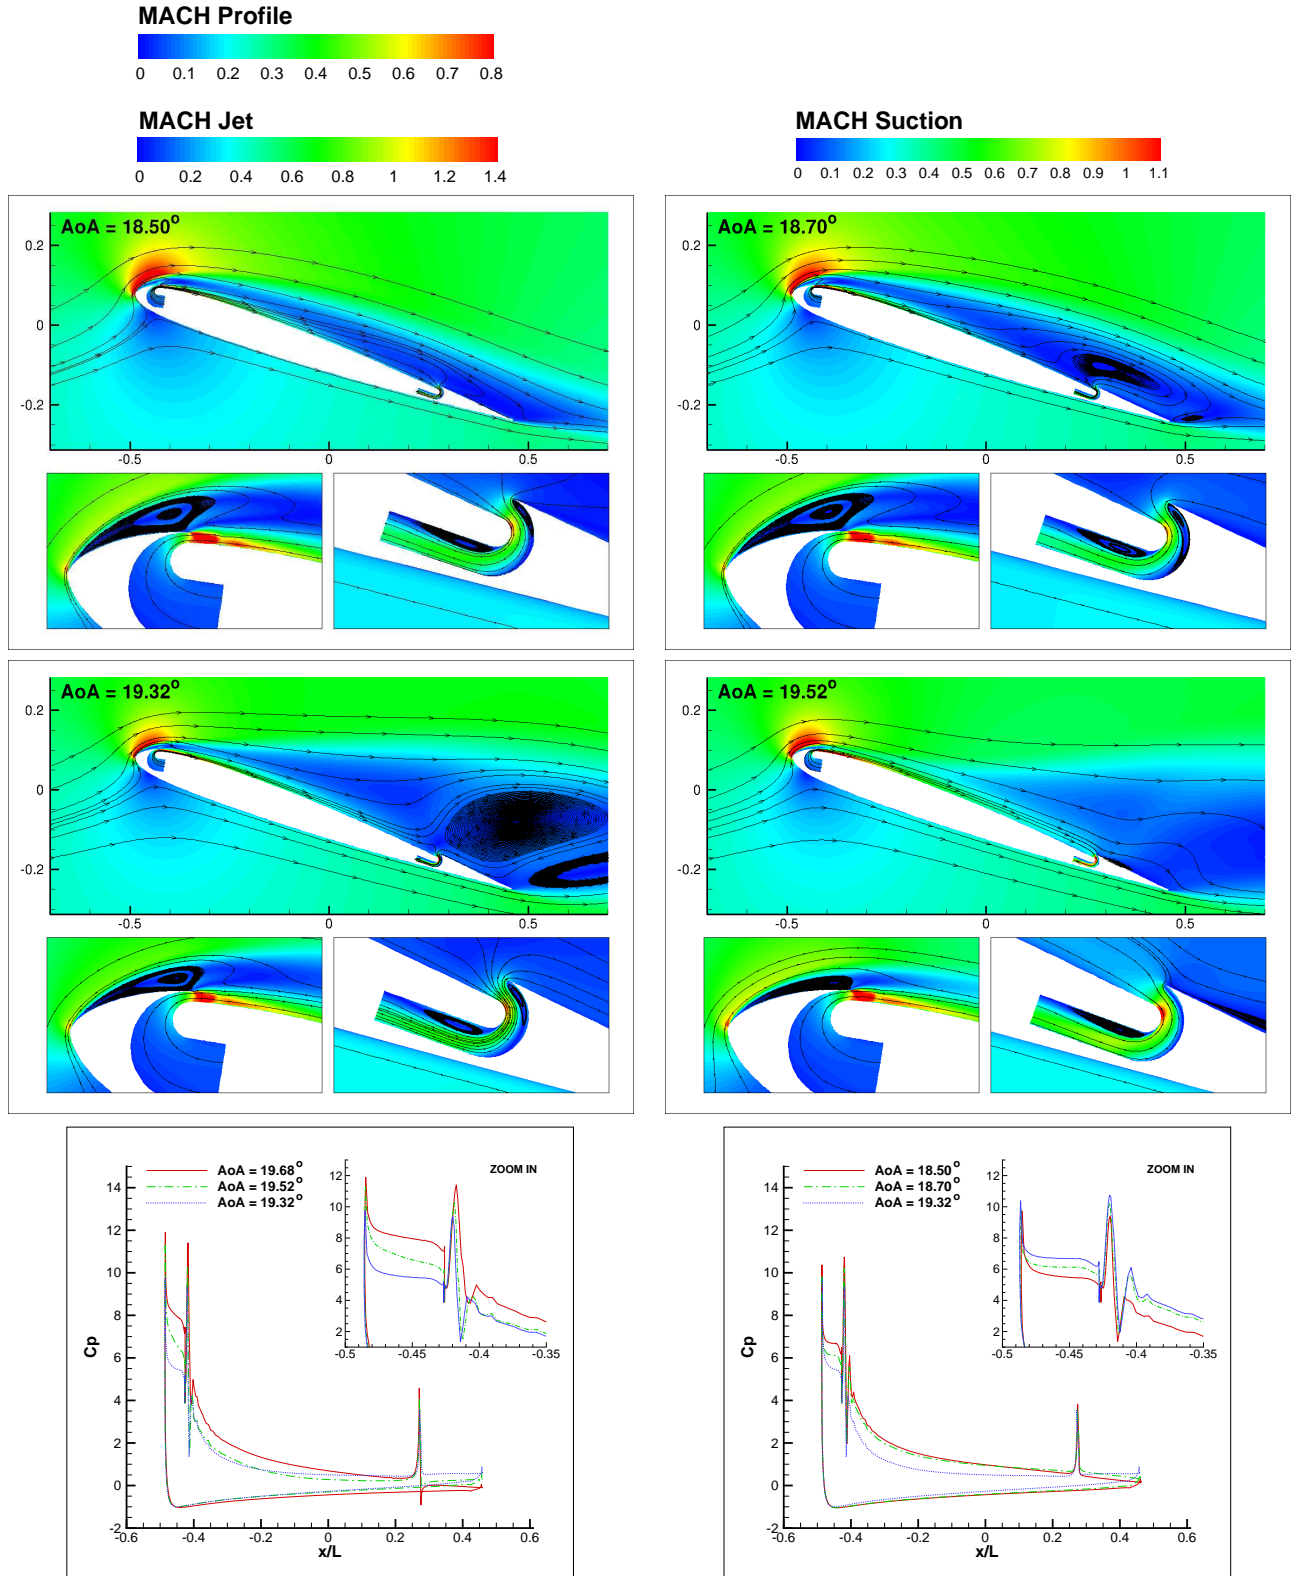 MACH Profile
0 0.1 0.2 0.3 0.4 0.5 0.6 0.7 0.8
MACH Jet
0 0.2 0.4 0.6 0.8 1 1.2 1.4
MACH Suction
0 0.1 0.2 0.3 0.4 0.5 0.6 0.7 0.8 0.9 1 1.1
AoA = 18.50°
0.2
0
-0.2
-0.5 0 0.5
AoA = 18.70°
0.2
0
-0.2
-0.5 0 0.5
AoA = 19.32°
0.2
0
-0.2
-0.5 0 0.5
AoA = 19.52°
0.2
0
-0.2
-0.5 0 0.5
AoA = 19.68°
AoA = 19.52°
AoA = 19.32°
ZOOM IN
12
10
8
6
4
2
-0.5 -0.45 -0.4 -0.35
14
12
10
8
6
4
2
0
-2
Cp
-0.6 -0.4 -0.2 0 0.2 0.4 0.6
x/L
AoA = 18.50°
AoA = 18.70°
AoA = 19.32°
ZOOM IN
12
10
8
6
4
2
-0.5 -0.45 -0.4 -0.35
14
12
10
8
6
4
2
0
-2
Cp
-0.6 -0.4 -0.2 0 0.2 0.4 0.6
x/L